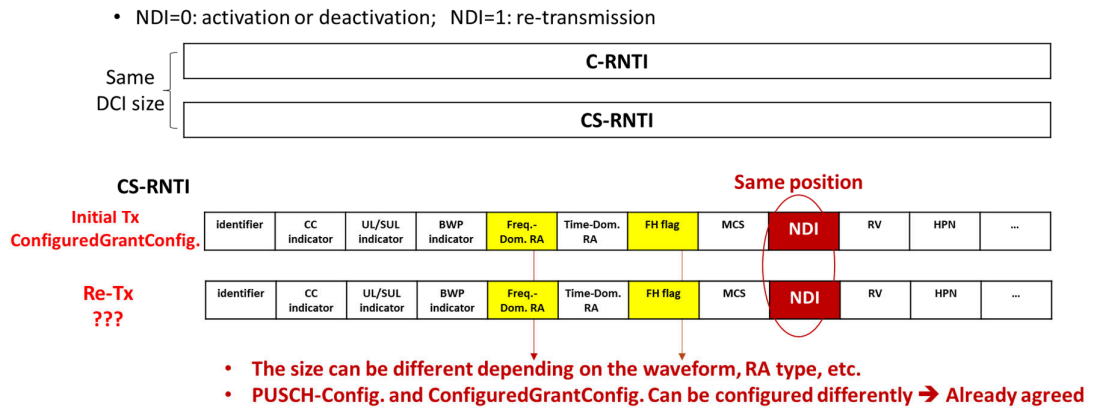 • NDI=0: activation or deactivation;  NDI=1: re-transmission
C-RNTI
Same
DCI size
CS-RNTI
CS-RNTI
Same position
Initial Tx
ConfiguredGrantConfig.
identifier
CC
indicator
UL/SUL
indicator
BWP
indicator
Freq.-
Dom. RA
Time-Dom.
RA
FH flag
MCS
NDI
RV
HPN
...
Re-Tx
???
identifier
CC
indicator
UL/SUL
indicator
BWP
indicator
Freq.-
Dom. RA
Time-Dom.
RA
FH flag
MCS
NDI
RV
HPN
...
• The size can be different depending on the waveform, RA type, etc.
• PUSCH-Config. and ConfiguredGrantConfig. Can be configured differently ➔ Already agreed